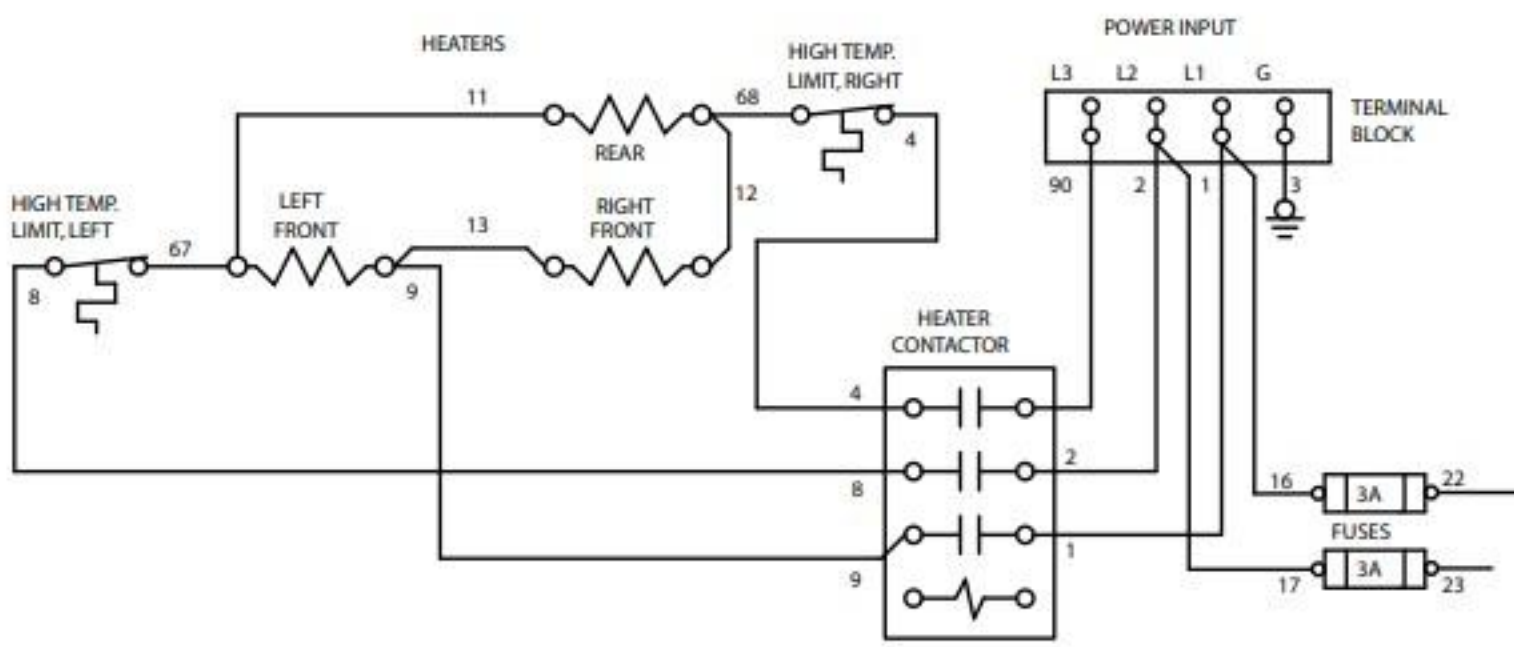 POWER INPUT
HEATERS
HIGH TEMP.
LIMIT, RIGHT
L3 L2 L1 G
11
68
4
TERMINAL
BLOCK
REAR
12
90 2 1 3
HIGH TEMP.
LIMIT, LEFT
LEFT
FRONT
13
RIGHT
FRONT
67
8
9
HEATER
CONTACTOR
4
2
8
16
3A
22
FUSES
1
9
17
3A
23